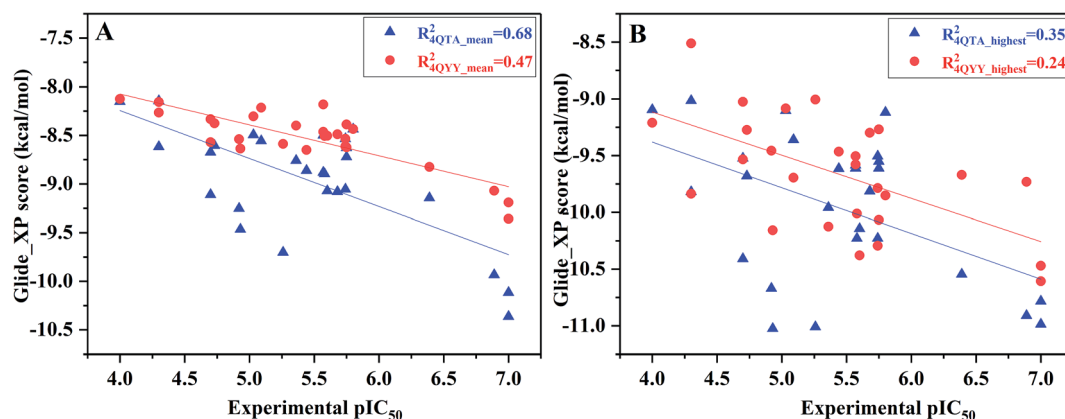 A
R²4QTA_mean=0.68
R²4QYY_mean=0.47
-7.5
-8.0
-8.5
-9.0
-9.5
-10.0
-10.5
Glide_XP score (kcal/mol)
4.0 4.5 5.0 5.5 6.0 6.5 7.0
Experimental pIC50
B
R²4QTA_highest=0.35
R²4QYY_highest=0.24
-8.5
-9.0
-9.5
-10.0
-10.5
-11.0
Glide_XP score (kcal/mol)
4.0 4.5 5.0 5.5 6.0 6.5 7.0
Experimental pIC50